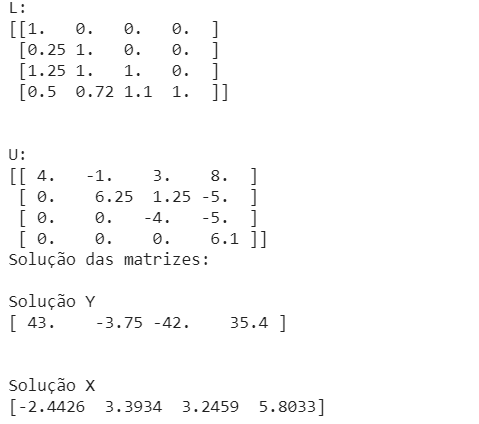 L:
[[1.   0.   0.   0.  ]
 [0.25 1.   0.   0.  ]
 [1.25 1.   1.   0.  ]
 [0.5  0.72 1.1  1.  ]]
U:
[[ 4.   -1.    3.    8.  ]
 [ 0.    6.25  1.25 -5.  ]
 [ 0.    0.   -4.   -5.  ]
 [ 0.    0.    0.    6.1 ]]
Solução das matrizes:
Solução Y
[ 43.    -3.75 -42.    35.4 ]
Solução X
[-2.4426  3.3934  3.2459  5.8033]